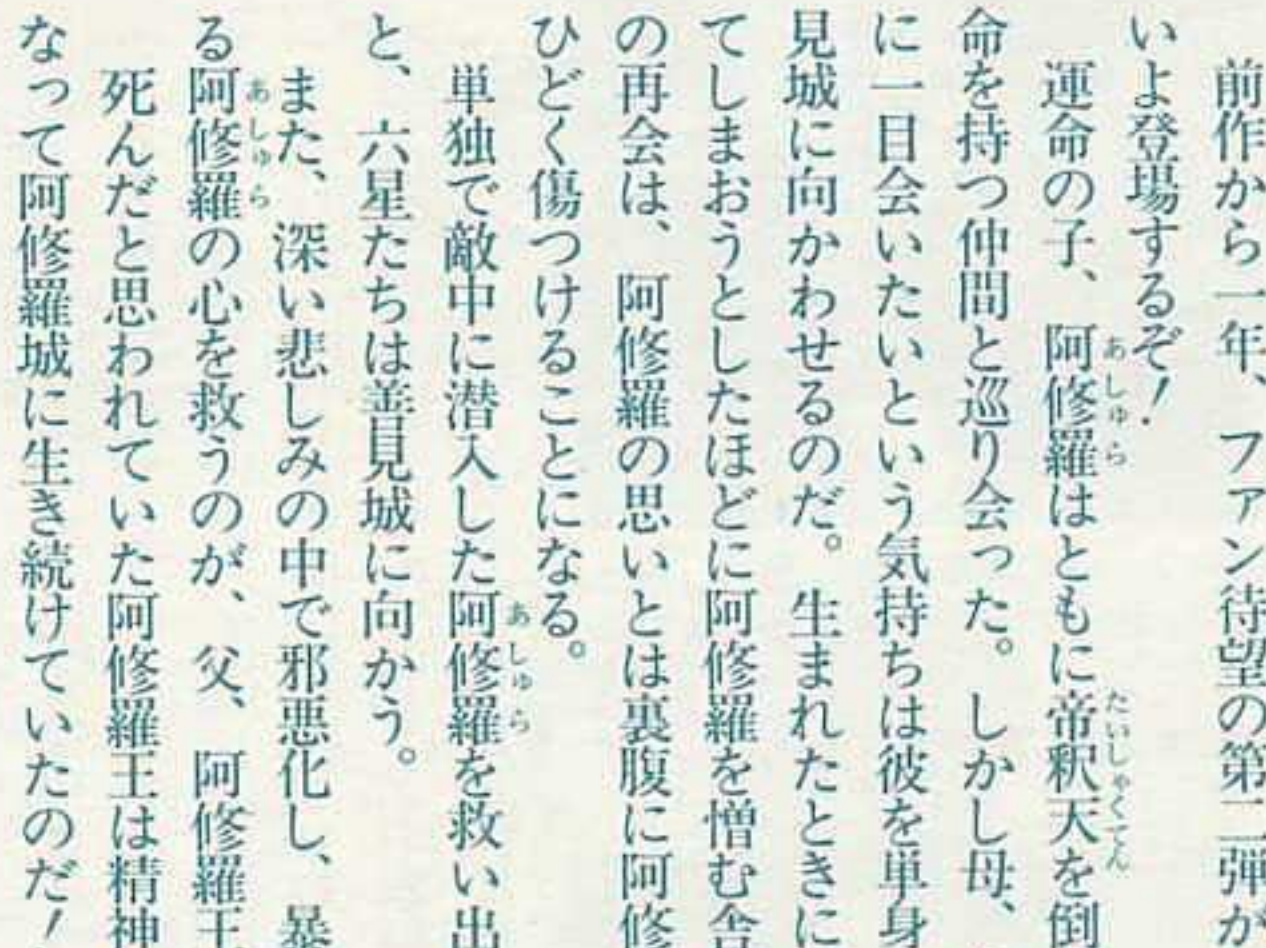 前作から一年、ファン待望の第二弾が
いよ登場するぞ！
運命の子、阿修羅はともに帝釈天を倒
命を持つ仲間と巡り会った。しかし母、
に一日会いたいという気持ちは彼を単身
見城に向かわせるのだ。生まれたときに
てしまおうとしたほどに阿修羅を憎む舎
の再会は、阿修羅の思いとは裏腹に阿修
ひどく傷つけることになる。
単独で敵中に潜入した阿修羅を救い出
と、六星たちは善見城に向かう。
また、深い悲しみの中で邪悪化し、暴
る阿修羅の心を救うのが、父、阿修羅王
死んだと思われていた阿修羅王は精神
なって阿修羅城に生き続けていたのだ！